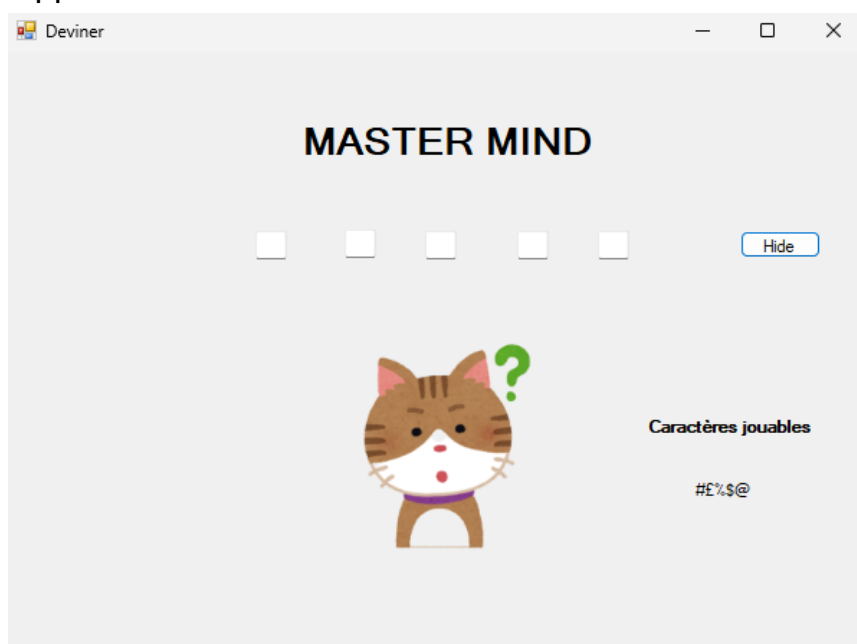 Deviner
MASTER MIND
Hide
?
Caractères jouables
#£%$@